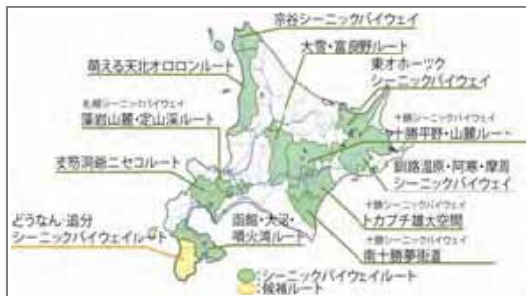 宗谷シーニックバイウェイ
大雪・富良野ルート
萌える天北オロロンルート
東オホーツク
シーニックバイウェイ
札幌シーニックバイウェイ
藻岩山麓・定山渓ルート
十勝シーニックバイウェイ
十勝平野・山麓ルート
支笏洞爺ニセコルート
釧路湿原・阿寒・摩周
シーニックバイウェイ
どうなん・追分
シーニックバイウェイルート
函館・大沼・
噴火湾ルート
十勝シーニックバイウェイ
トカプチ雄大空間
十勝シーニックバイウェイ
南十勝夢街道
:シーニックバイウェイルート
:候補ルート